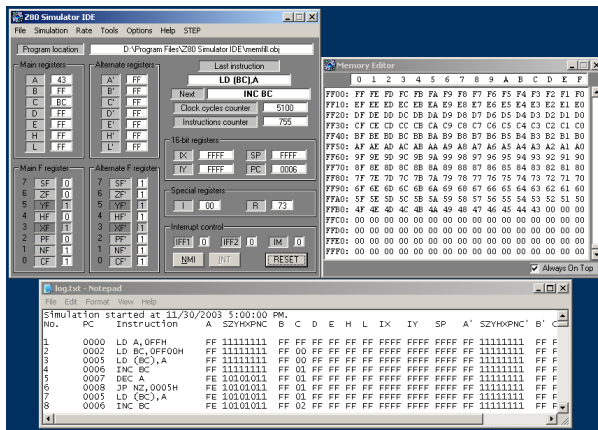 Z80 Simulator IDE
File Simulation Rate Tools Options Help STEP
Program location D:\Program Files\Z80 Simulator IDE\memfill.obj
Main registers
A 43
B FF
C BC
D FF
E FF
H FF
L FF
Alternate registers
A' FF
B' FF
C' FF
D' FF
E' FF
H' FF
L' FF
Last instruction
LD (BC),A
Next INC BC
Clock cycles counter 5100
Instructions counter 755
16-bit registers
IX FFFF SP FFFF
IY FFFF PC 0006
Main F register
7 SF 0
6 ZF 0
5 YF 1
4 HF 0
3 XF 1
2 PF 0
1 NF 1
0 CF 1
Alternate F register
7 SF' 1
6 ZF' 1
5 YF' 1
4 HF' 1
3 XF' 1
2 PF' 1
1 NF' 1
0 CF' 1
Special registers
I 00 R 73
Interrupt control
IFF1 0 IFF2 0 IM 0
NMI INT RESET
Memory Editor
0 1 2 3 4 5 6 7 8 9 A B C D E F
FF00: FF FE FD FC FB FA F9 F8 F7 F6 F5 F4 F3 F2 F1 F0
FF10: EF EE ED EC EB EA E9 E8 E7 E6 E5 E4 E3 E2 E1 E0
FF20: DF DE DD DC DB DA D9 D8 D7 D6 D5 D4 D3 D2 D1 D0
FF30: CF CE CD CC CB CA C9 C8 C7 C6 C5 C4 C3 C2 C1 C0
FF40: BF BE BD BC BB BA B9 B8 B7 B6 B5 B4 B3 B2 B1 B0
FF50: AF AE AD AC AB AA A9 A8 A7 A6 A5 A4 A3 A2 A1 A0
FF60: 9F 9E 9D 9C 9B 9A 99 98 97 96 95 94 93 92 91 90
FF70: 8F 8E 8D 8C 8B 8A 89 88 87 86 85 84 83 82 81 80
FF80: 7F 7E 7D 7C 7B 7A 79 78 77 76 75 74 73 72 71 70
FF90: 6F 6E 6D 6C 6B 6A 69 68 67 66 65 64 63 62 61 60
FFA0: 5F 5E 5D 5C 5B 5A 59 58 57 56 55 54 53 52 51 50
FFB0: 4F 4E 4D 4C 4B 4A 49 48 47 46 45 44 43 00 00 00
FFC0: 00 00 00 00 00 00 00 00 00 00 00 00 00 00 00 00
FFD0: 00 00 00 00 00 00 00 00 00 00 00 00 00 00 00 00
FFE0: 00 00 00 00 00 00 00 00 00 00 00 00 00 00 00 00
FFF0: 00 00 00 00 00 00 00 00 00 00 00 00 00 00 00 00
Always On Top
log.txt - Notepad
File Edit Format View Help
Simulation started at 11/30/2003 5:00:00 PM.
No. PC Instruction A SZYHXPNC B C D E H L IX IY SP A' SZYHXPNC' B' C
1 0000 LD A,0FFH FF 11111111 FF FF FF FF FF FF FFFF FFFF FFFF FF 11111111 FF F
2 0002 LD BC,0FF00H FF 11111111 FF 00 FF FF FF FF FFFF FFFF FFFF FF 11111111 FF F
3 0005 LD (BC),A FF 11111111 FF 00 FF FF FF FF FFFF FFFF FFFF FF 11111111 FF F
4 0006 INC BC FF 11111111 FF 01 FF FF FF FF FFFF FFFF FFFF FF 11111111 FF F
5 0007 DEC A FE 10101011 FF 01 FF FF FF FF FFFF FFFF FFFF FF 11111111 FF F
6 0008 JP NZ,0005H FE 10101011 FF 01 FF FF FF FF FFFF FFFF FFFF FF 11111111 FF F
7 0005 LD (BC),A FE 10101011 FF 01 FF FF FF FF FFFF FFFF FFFF FF 11111111 FF F
8 0006 INC BC FE 10101011 FF 02 FF FF FF FF FFFF FFFF FFFF FF 11111111 FF F